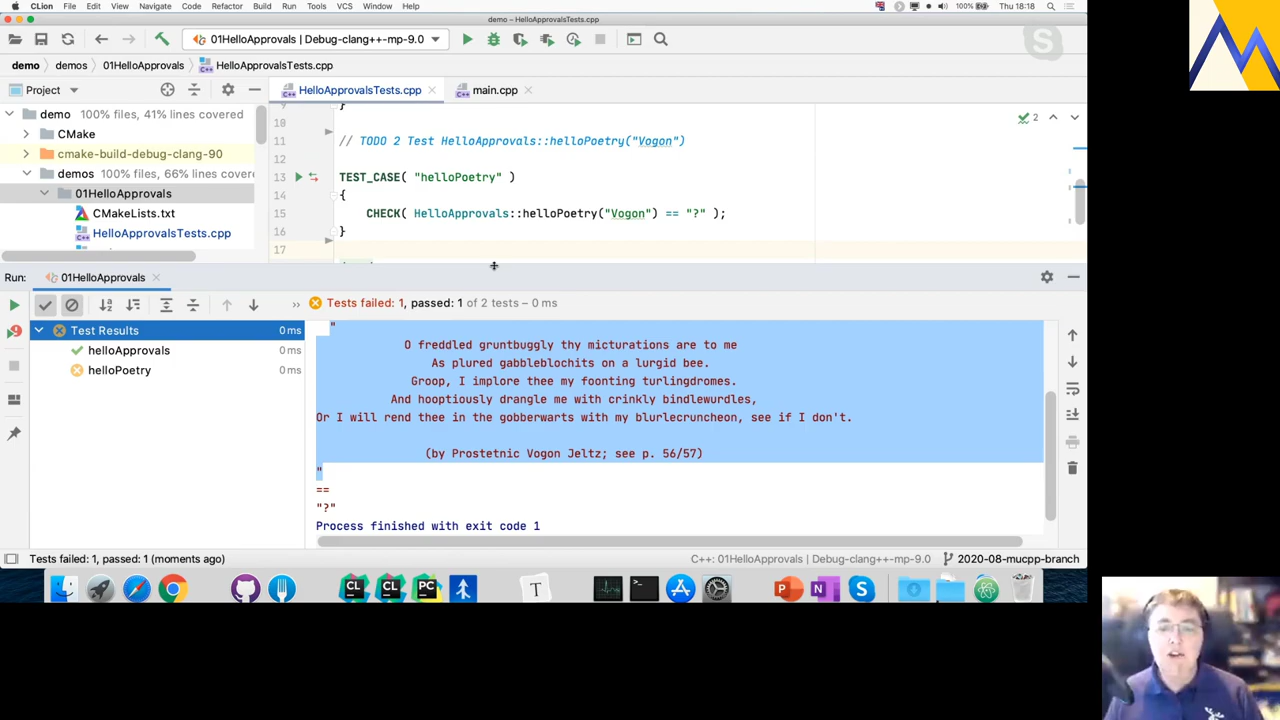 CLion File Edit View Navigate Code Refactor Build Run Tools VCS Window Help 100% Thu 18:18
demo – HelloApprovalsTests.cpp
01HelloApprovals | Debug-clang++-mp-9.0
demo demos 01HelloApprovals HelloApprovalsTests.cpp
Project
HelloApprovalsTests.cpp main.cpp
demo 100% files, 41% lines covered
CMake
cmake-build-debug-clang-90
demos 100% files, 66% lines covere
01HelloApprovals
CMakeLists.txt
HelloApprovalsTests.cpp
9 }
10
11 // TODO 2 Test HelloApprovals::helloPoetry("Vogon")
12
13 TEST_CASE( "helloPoetry" )
14 {
15 CHECK( HelloApprovals::helloPoetry("Vogon") == "?" );
16 }
17
2
Run: 01HelloApprovals
Tests failed: 1, passed: 1 of 2 tests – 0 ms
Test Results 0 ms
helloApprovals 0 ms
helloPoetry 0 ms
"
O freddled gruntbuggly thy micturations are to me
As plured gabbleblochits on a lurgid bee.
Groop, I implore thee my foonting turlingdromes.
And hooptiously drangle me with crinkly bindlewurdles,
Or I will rend thee in the gobberwarts with my blurlecruncheon, see if I don't.
(by Prostetnic Vogon Jeltz; see p. 56/57)
"
==
"?"
Process finished with exit code 1
Tests failed: 1, passed: 1 (moments ago) C++: 01HelloApprovals | Debug-clang++-mp-9.0 2020-08-mucpp-branch
CL CL PC T P N S